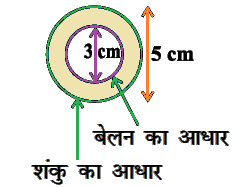 3 cm
5 cm
बेलन का आधार
शंकु का आधार